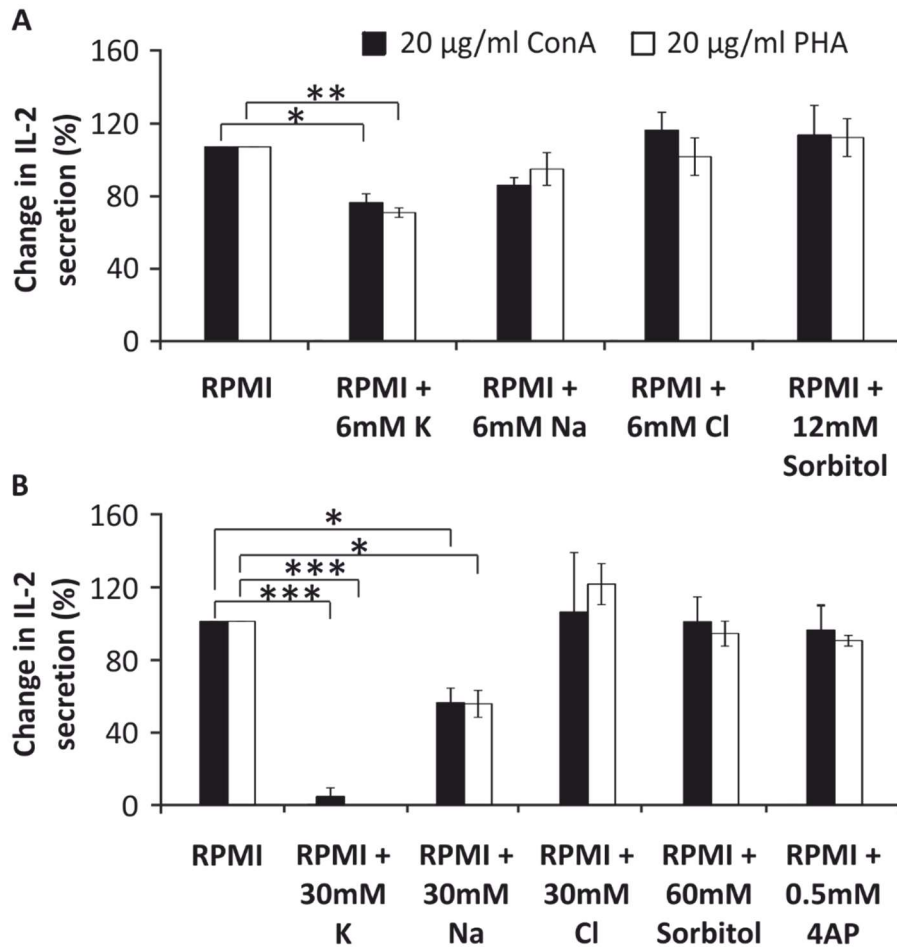 A
20 µg/ml ConA 20 µg/ml PHA
Change in IL-2
secretion (%)
160
120
80
40
0
**
*
RPMI RPMI + RPMI + RPMI + RPMI +
6mM K 6mM Na 6mM Cl 12mM
Sorbitol
B
Change in IL-2
secretion (%)
160
120
80
40
0
*
*
***
***
RPMI RPMI + RPMI + RPMI + RPMI + RPMI +
30mM 30mM 30mM 60mM 0.5mM
K Na Cl Sorbitol 4AP